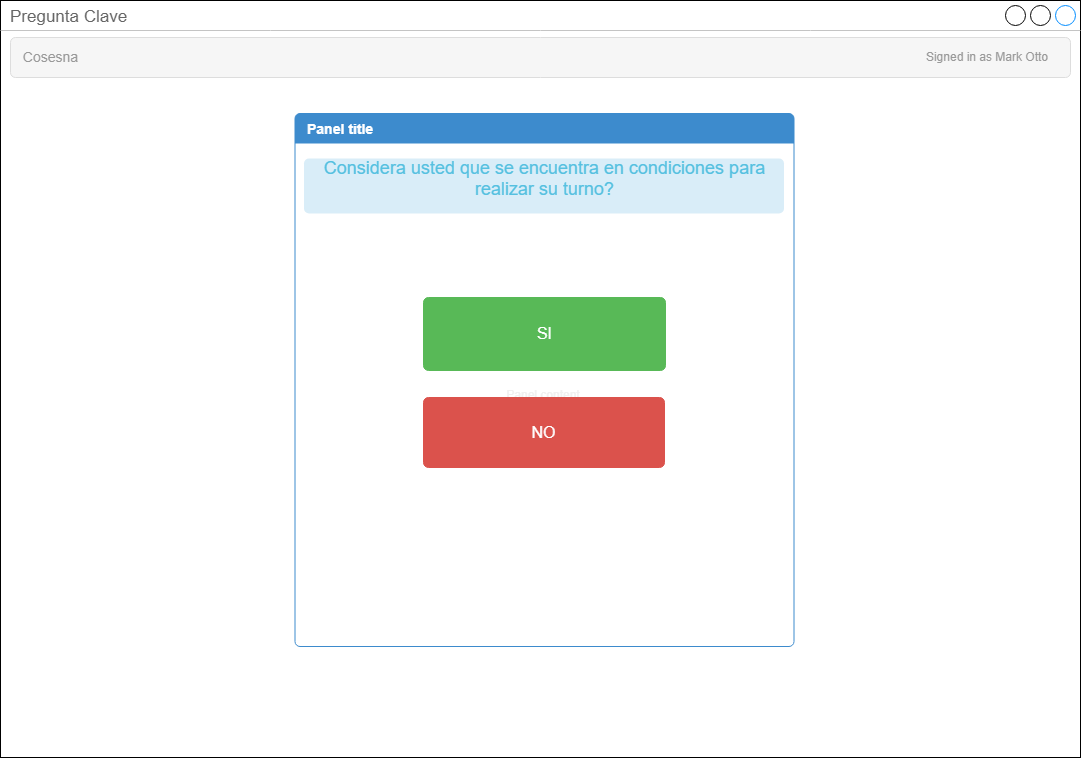 Pregunta Clave
Cosesna
Signed in as Mark Otto
Panel title
Considera usted que se encuentra en condiciones para
realizar su turno?
SI
Panel content
NO